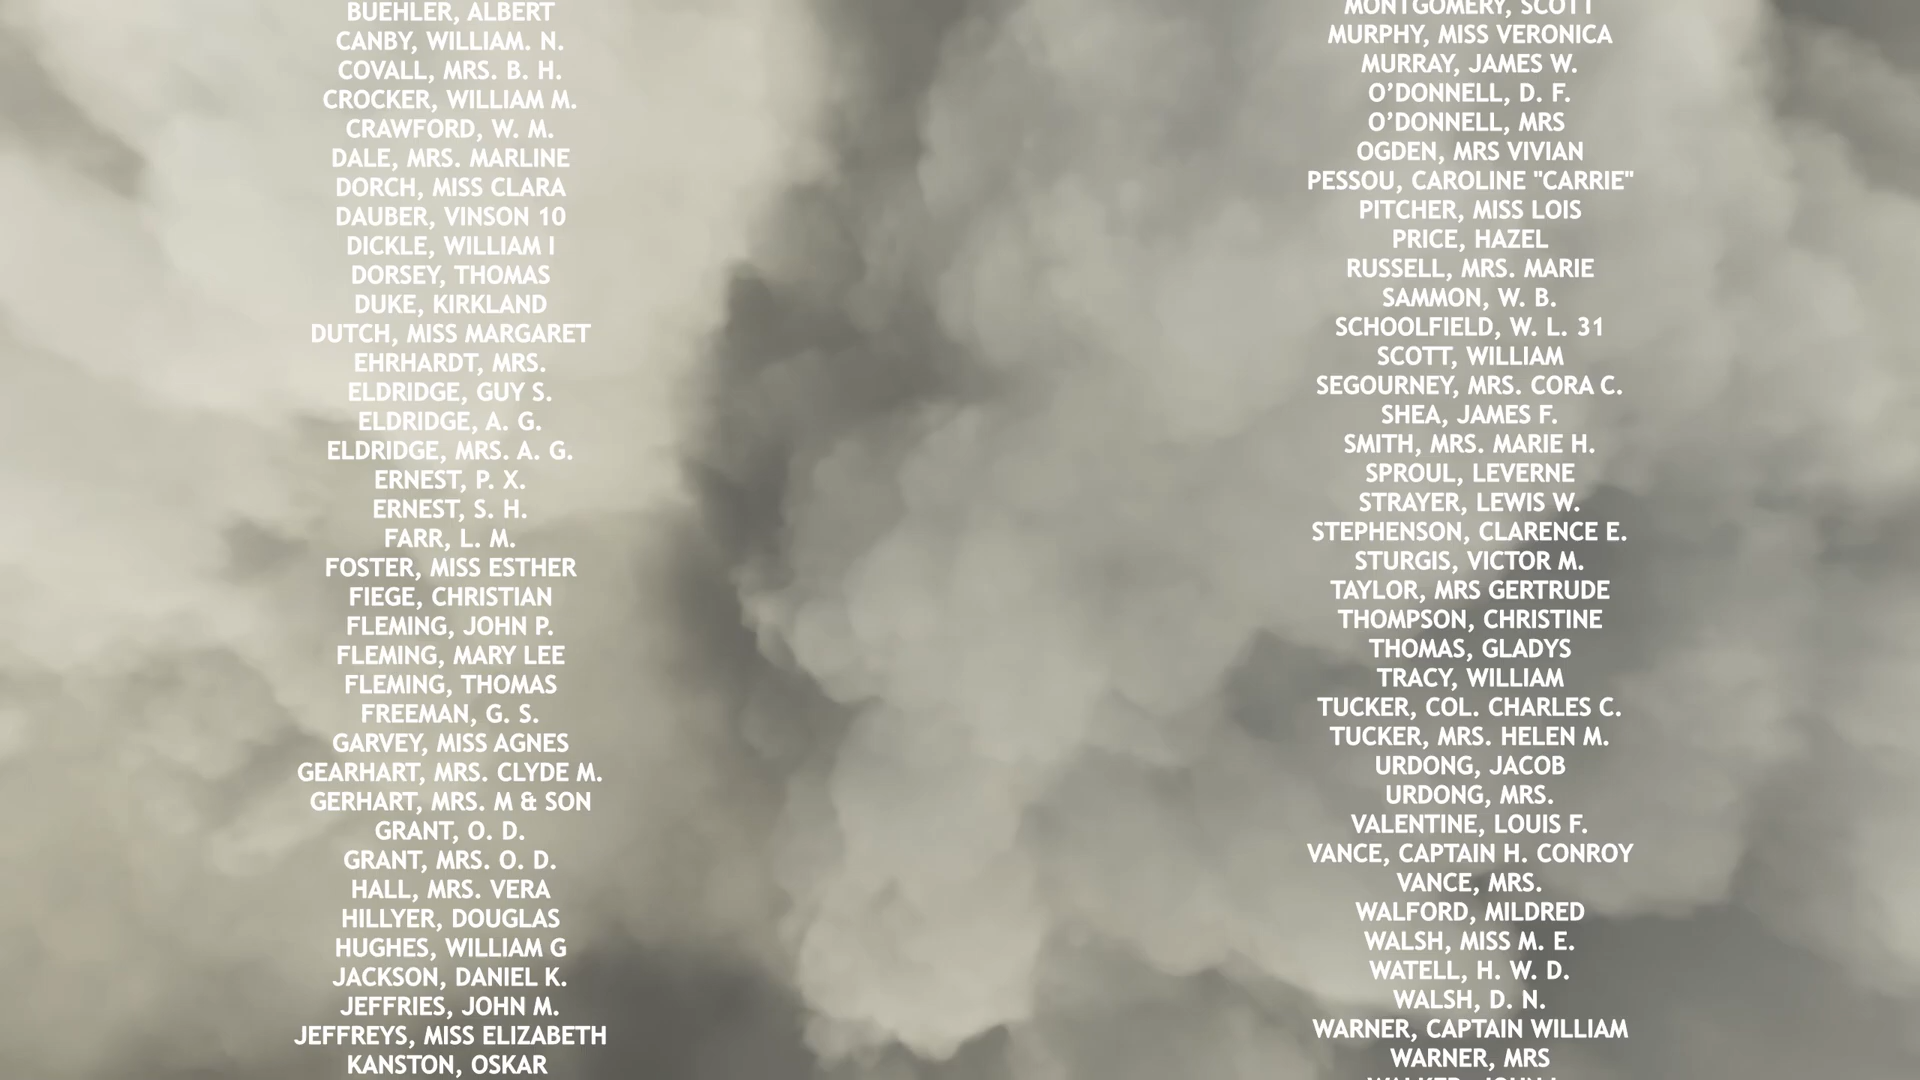 BUEHLER, ALBERT
CANBY, WILLIAM. N.
COVALL, MRS. B. H.
CROCKER, WILLIAM M.
CRAWFORD, W. M.
DALE, MRS. MARLINE
DORCH, MISS CLARA
DAUBER, VINSON 10
DICKLE, WILLIAM I
DORSEY, THOMAS
DUKE, KIRKLAND
DUTCH, MISS MARGARET
EHRHARDT, MRS.
ELDRIDGE, GUY S.
ELDRIDGE, A. G.
ELDRIDGE, MRS. A. G.
ERNEST, P. X.
ERNEST, S. H.
FARR, L. M.
FOSTER, MISS ESTHER
FIEGE, CHRISTIAN
FLEMING, JOHN P.
FLEMING, MARY LEE
FLEMING, THOMAS
FREEMAN, G. S.
GARVEY, MISS AGNES
GEARHART, MRS. CLYDE M.
GERHART, MRS. M & SON
GRANT, O. D.
GRANT, MRS. O. D.
HALL, MRS. VERA
HILLYER, DOUGLAS
HUGHES, WILLIAM G
JACKSON, DANIEL K.
JEFFRIES, JOHN M.
JEFFREYS, MISS ELIZABETH
KANSTON, OSKAR
MONTGOMERY, SCOTT
MURPHY, MISS VERONICA
MURRAY, JAMES W.
O’DONNELL, D. F.
O’DONNELL, MRS
OGDEN, MRS VIVIAN
PESSOU, CAROLINE "CARRIE"
PITCHER, MISS LOIS
PRICE, HAZEL
RUSSELL, MRS. MARIE
SAMMON, W. B.
SCHOOLFIELD, W. L. 31
SCOTT, WILLIAM
SEGOURNEY, MRS. CORA C.
SHEA, JAMES F.
SMITH, MRS. MARIE H.
SPROUL, LEVERNE
STRAYER, LEWIS W.
STEPHENSON, CLARENCE E.
STURGIS, VICTOR M.
TAYLOR, MRS GERTRUDE
THOMPSON, CHRISTINE
THOMAS, GLADYS
TRACY, WILLIAM
TUCKER, COL. CHARLES C.
TUCKER, MRS. HELEN M.
URDONG, JACOB
URDONG, MRS.
VALENTINE, LOUIS F.
VANCE, CAPTAIN H. CONROY
VANCE, MRS.
WALFORD, MILDRED
WALSH, MISS M. E.
WATELL, H. W. D.
WALSH, D. N.
WARNER, CAPTAIN WILLIAM
WARNER, MRS